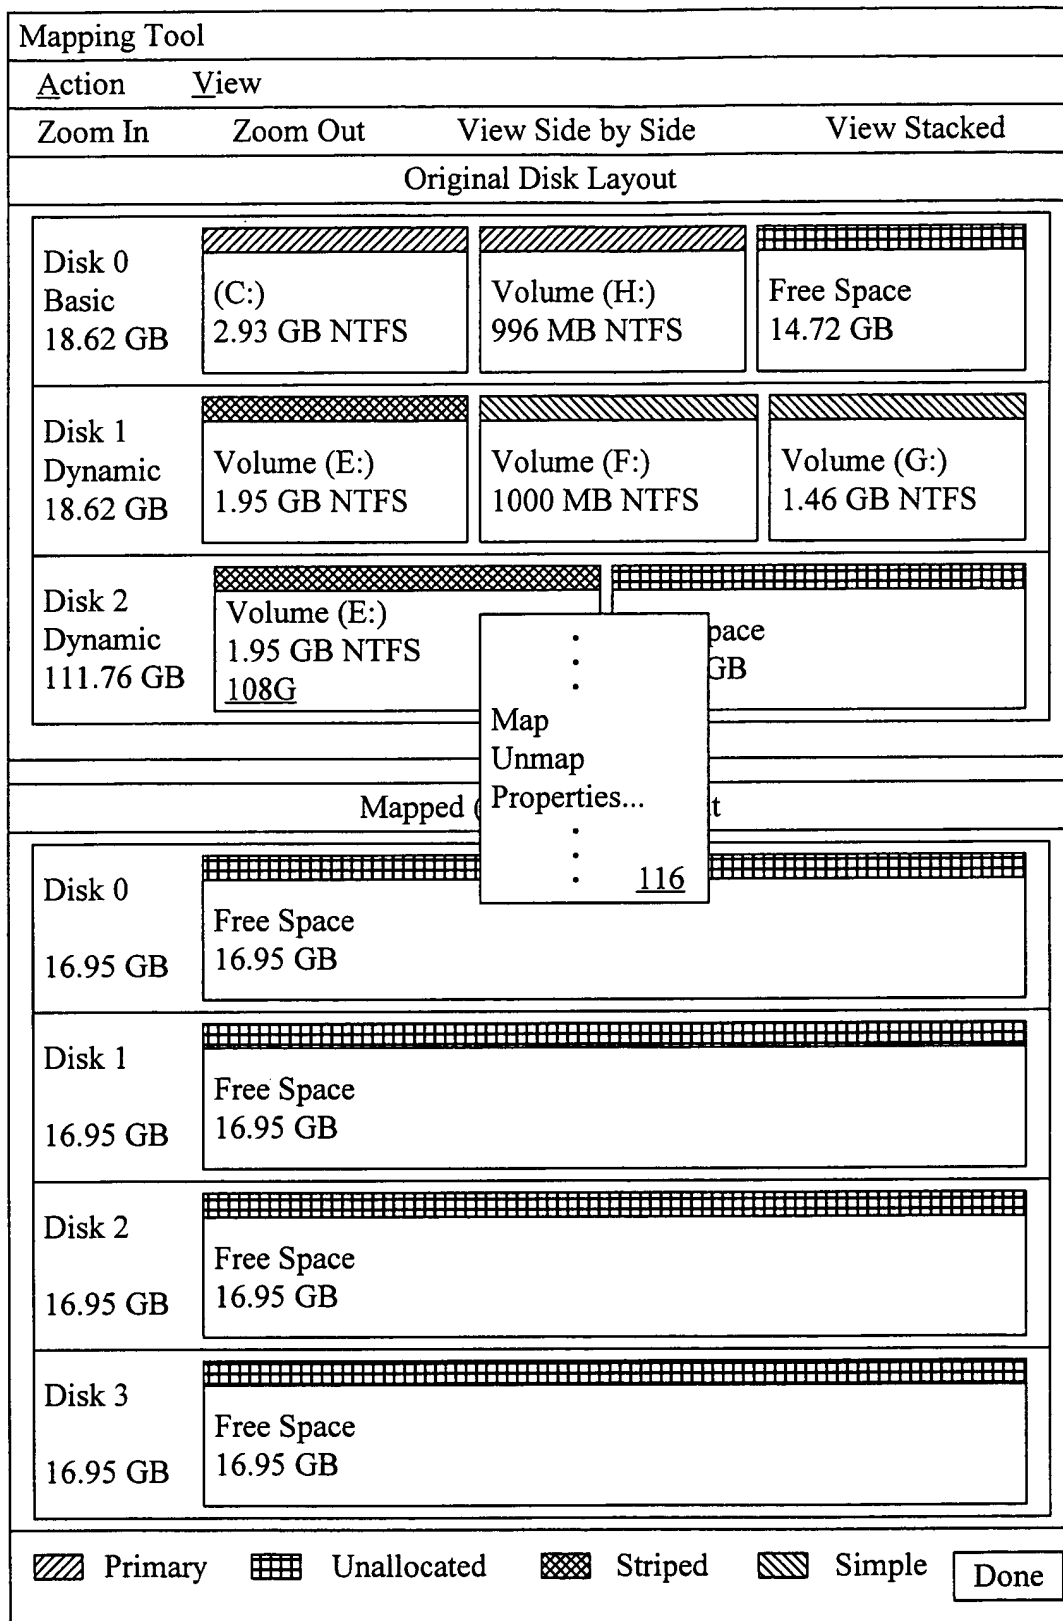 Mapping Tool
Action View
Zoom In Zoom Out View Side by Side View Stacked
Original Disk Layout
Disk 0
Basic
18.62 GB
(C:)
2.93 GB NTFS
Volume (H:)
996 MB NTFS
Free Space
14.72 GB
Disk 1
Dynamic
18.62 GB
Volume (E:)
1.95 GB NTFS
Volume (F:)
1000 MB NTFS
Volume (G:)
1.46 GB NTFS
Disk 2
Dynamic
111.76 GB
Volume (E:)
1.95 GB NTFS
108G
pace
GB
Map
Unmap
Properties...
116
Mapped (
t
Disk 0
16.95 GB
Free Space
16.95 GB
Disk 1
16.95 GB
Free Space
16.95 GB
Disk 2
16.95 GB
Free Space
16.95 GB
Disk 3
16.95 GB
Free Space
16.95 GB
Primary Unallocated Striped Simple Done